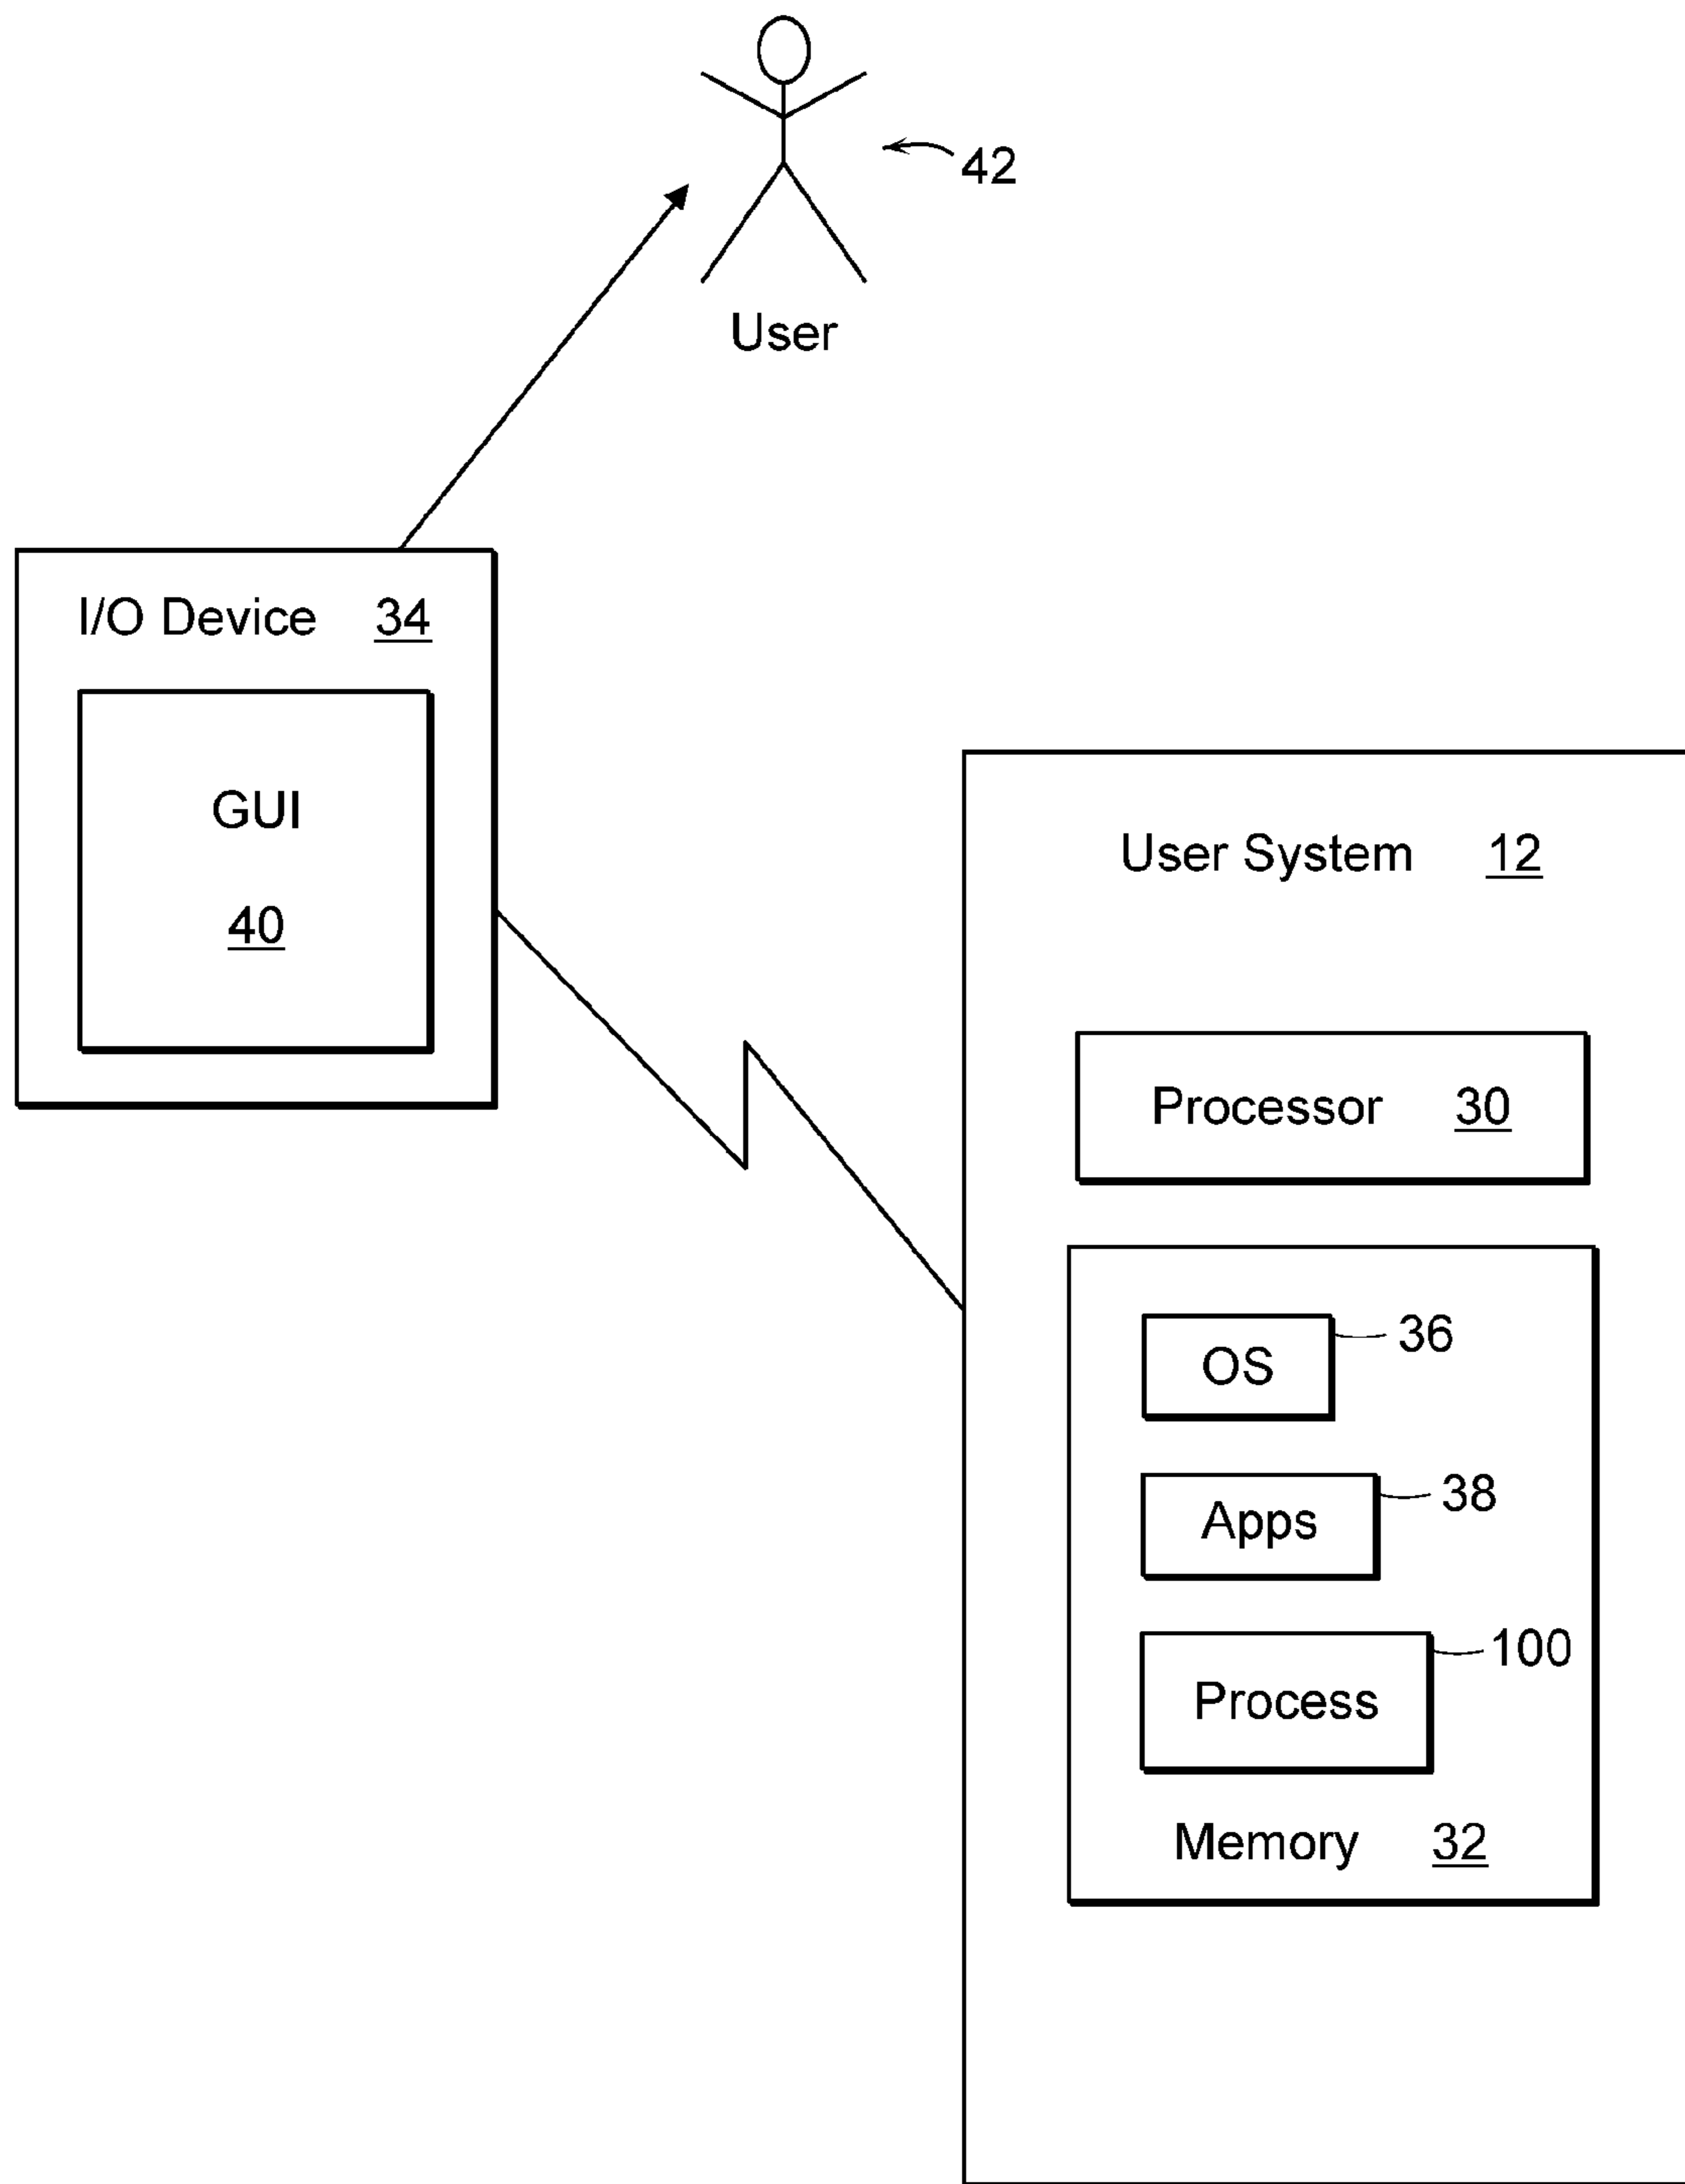 42
User
I/O Device 34
GUI
40
User System 12
Processor 30
OS
36
Apps
38
Process
100
Memory 32